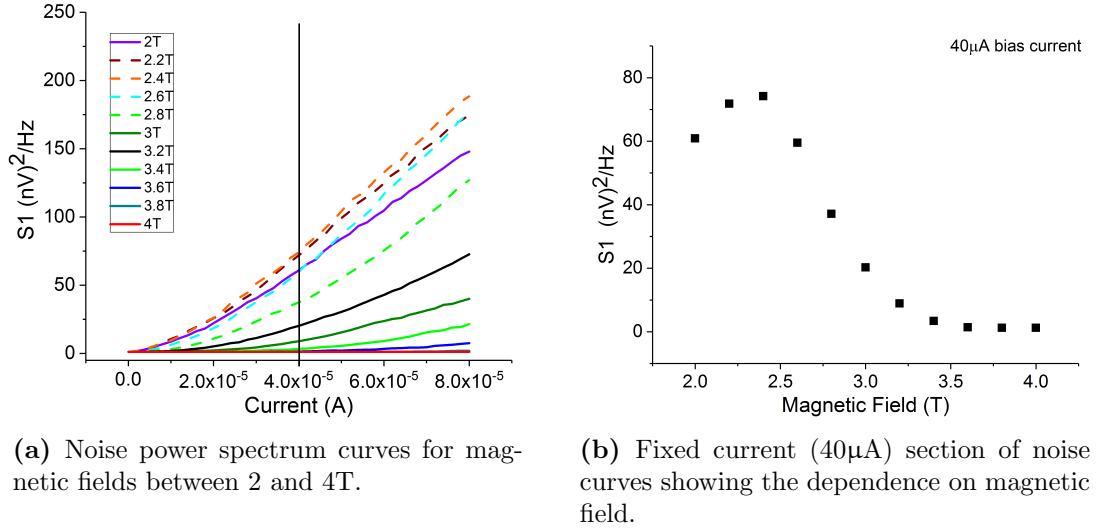 250
200
150
100
50
0
S1 (nV)^2/Hz
2T
2.2T
2.4T
2.6T
2.8T
3T
3.2T
3.4T
3.6T
3.8T
4T
0.0 2.0x10^-5 4.0x10^-5 6.0x10^-5 8.0x10^-5
Current (A)
40µA bias current
80
60
40
20
0
S1 (nV)^2/Hz
2.0 2.5 3.0 3.5 4.0
Magnetic Field (T)
(a) Noise power spectrum curves for mag-
netic fields between 2 and 4T.
(b) Fixed current (40µA) section of noise
curves showing the dependence on magnetic
field.